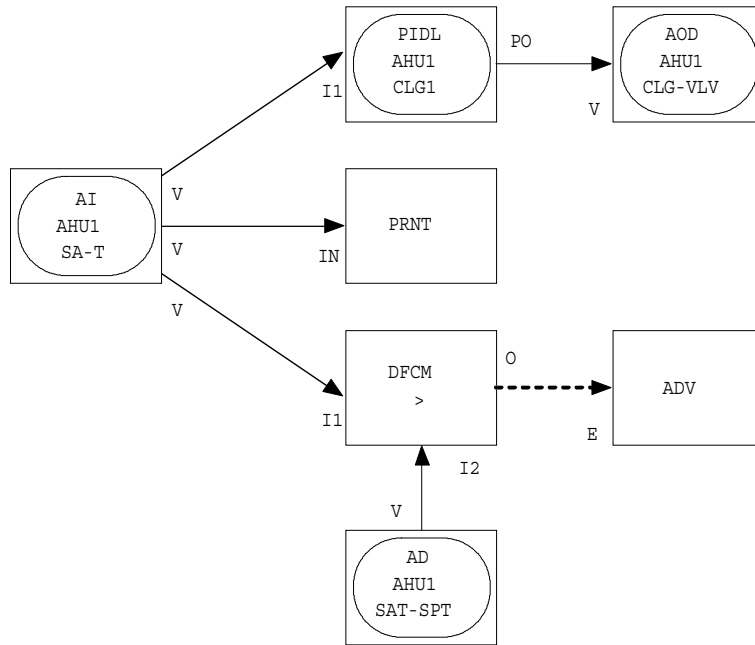 PIDL
AHU1
CLG1
I1
PO
AOD
AHU1
CLG-VLV
V
AI
AHU1
SA-T
V
V
V
PRNT
IN
DFCM
>
I1
O
I2
ADV
E
V
AD
AHU1
SAT-SPT